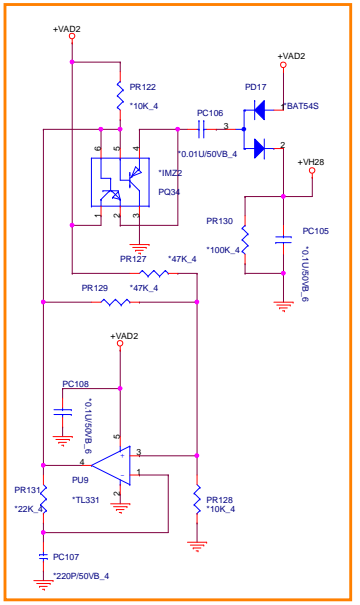 +VAD2
PR122
*10K_4
PC106
*0.01U/50VB_4
3
PD17
+VAD2
1
*BAT54S
2
+VH28
6
5
4
*IMZ2
PQ34
1
2
3
PR130
*100K_4
PC105
*0.1U/50VB_6
PR127
*47K_4
PR129
*47K_4
+VAD2
PC108
*0.1U/50VB_6
5
4
+
3
-
1
PU9
2
*TL331
PR131
*22K_4
PR128
*10K_4
PC107
*220P/50VB_4